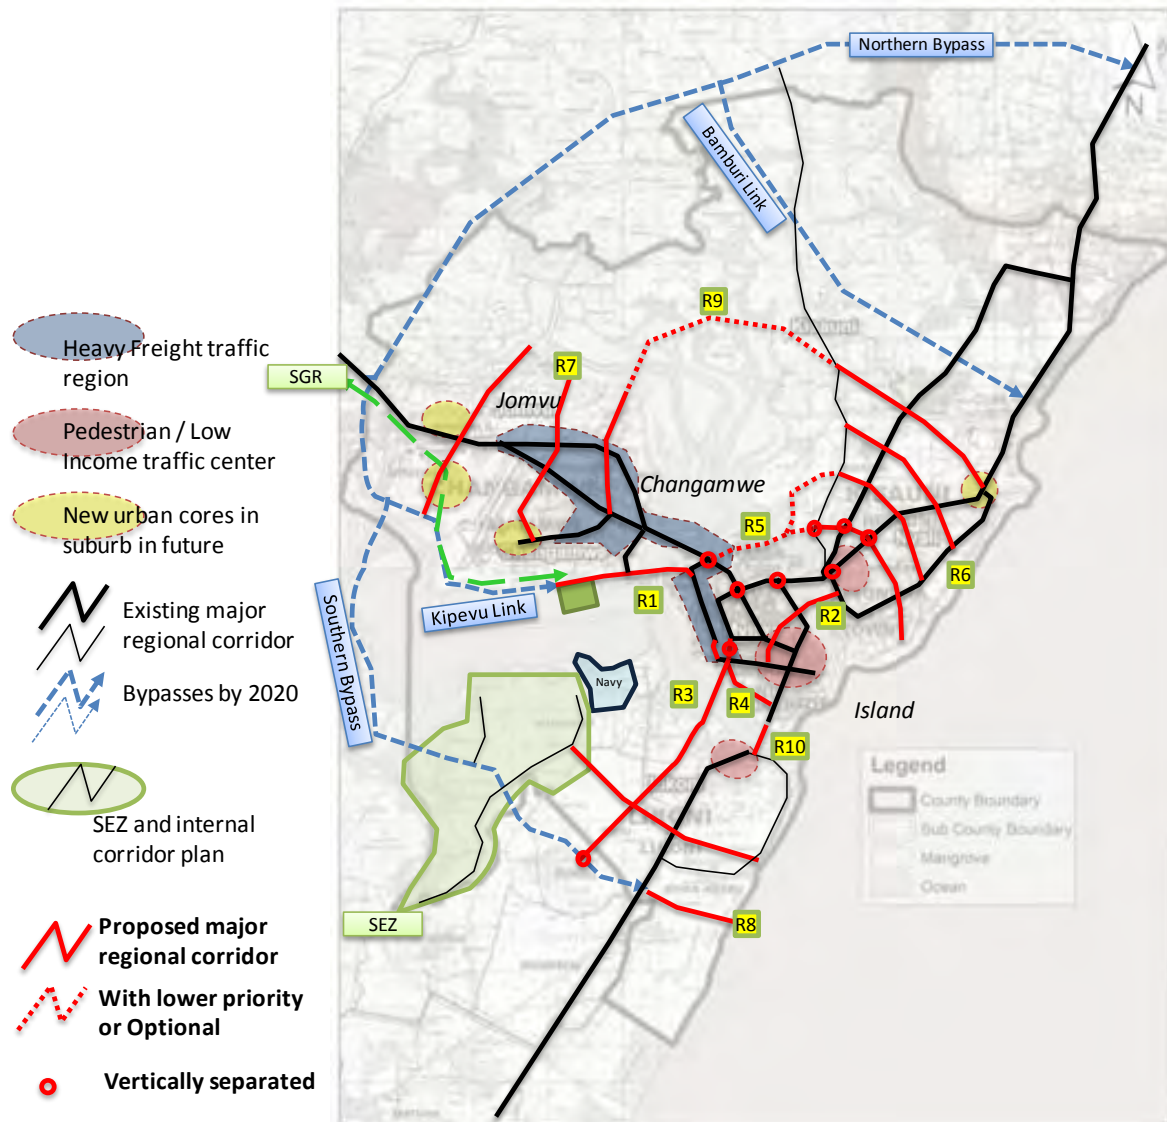 Northern Bypass
N
Bamburi Link
R9
Heavy Freight traffic
region
SGR
R7
Jomvu
Pedestrian / Low
Income traffic center
Changamwe
New urban cores in
suburb in future
R5
R6
Existing major
regional corridor
Kipevu Link
R1
R2
Southern Bypass
Bypasses by 2020
Navy
R3
R4
Island
R10
Legend
County Boundary
Sub County Boundary
Mangrove
Ocean
SEZ and internal
corridor plan
SEZ
R8
Proposed major
regional corridor
With lower priority
or Optional
Vertically separated